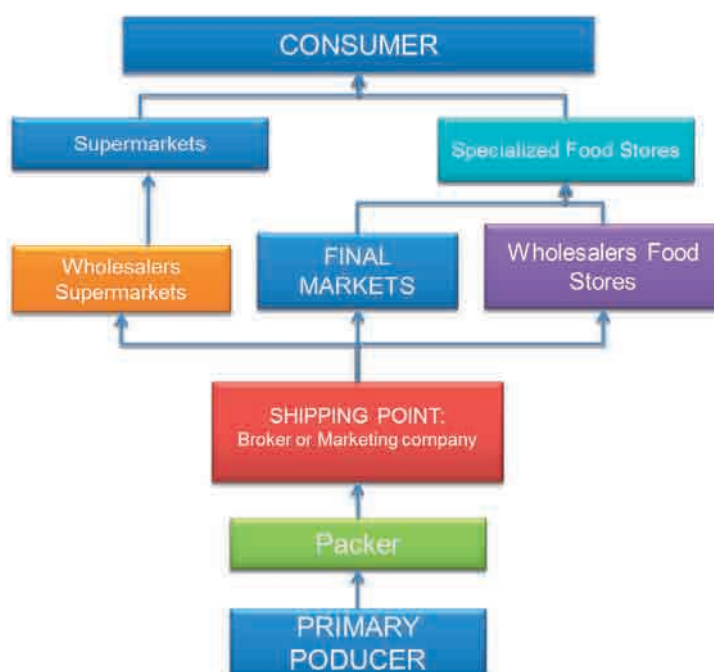 CONSUMER
Supermarkets
Specialized Food Stores
Wholesalers
Supermarkets
FINAL
MARKETS
Wholesalers Food
Stores
SHIPPING POINT:
Broker or Marketing company
Packer
PRIMARY
PODUCER